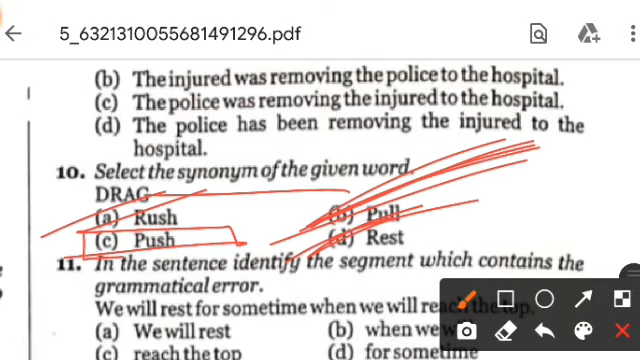 5_6321310055681491296.pdf
(b) The injured was removing the police to the hospital.
(c) The police was removing the injured to the hospital.
(d) The police has been removing the injured to the
hospital.
10. Select the synonym of the given word.
DRAG
(a) Rush (b) Pull
(c) Push (d) Rest
11. In the sentence identify the segment which contains the
grammatical error.
We will rest for sometime when we will reach the top.
(a) We will rest (b) when we
(c) reach the top (d) for sometime